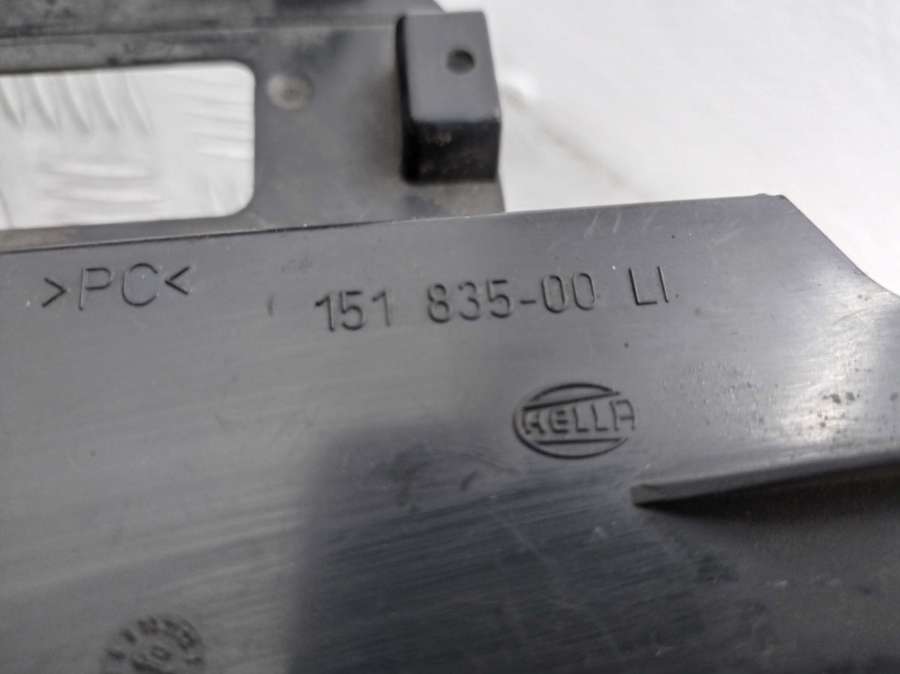 >PC<
151 835-00 LI
HELLA